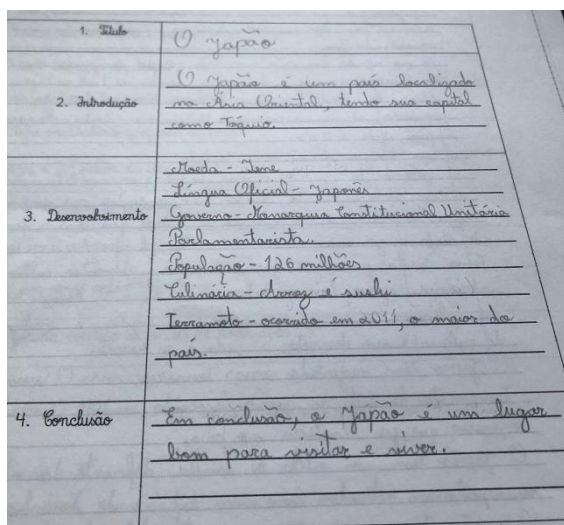 1. Título
O Japão
2. Introdução
O Japão é um país localizado
na Ásia Oriental, tendo sua capital
como Tóquio.
3. Desenvolvimento
Moeda - Iene
Língua Oficial - Japonês
Governo - Monarquia Constitucional Unitária
Parlamentarista.
População - 126 milhões
Culinária - Arroz e sushi
Terramoto - ocorrido em 2011, o maior do
país.
4. Conclusão
Em conclusão, o Japão é um lugar
bom para visitar e viver.